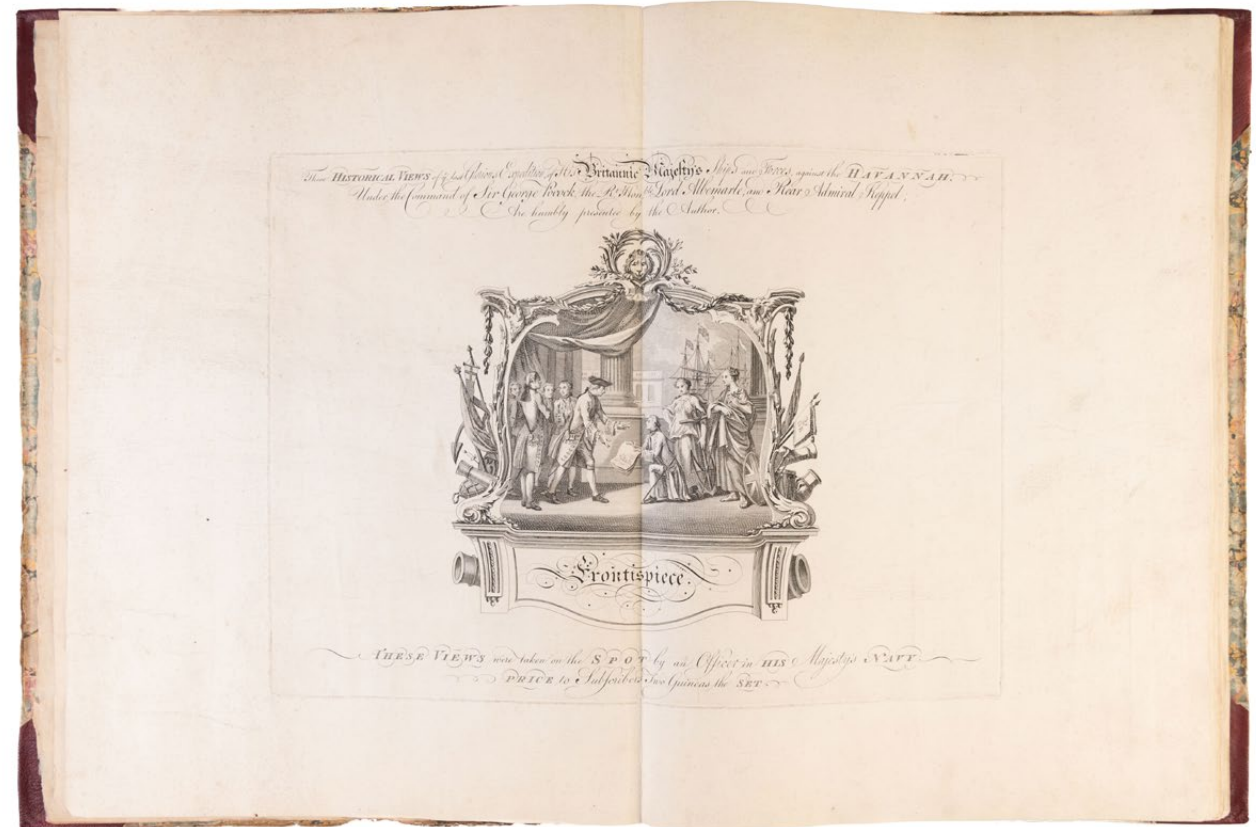 These HISTORICAL VIEWS of ye last Glorious Expedition of His Britannic Majesty's Ships and Forces, against the HAVANNAH.
Under the Command of Sir George Pocock, the Rt. Honble. Lord Albemarle, and Rear Admiral Keppel,
Are humbly presented by the Author.
Frontispiece.
THESE VIEWS were taken on the SPOT by an Officer in HIS Majesty's NAVY
PRICE to Subscribers Two Guineas the SET